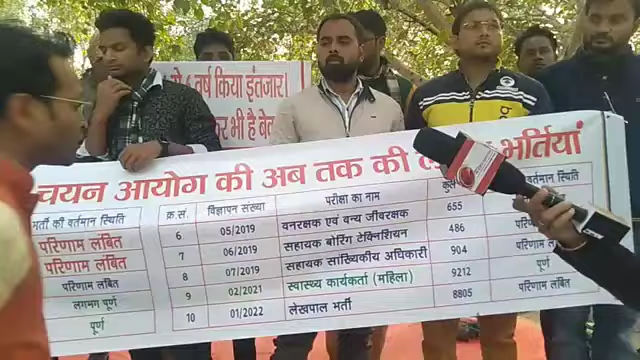 6 वर्ष किया इंतजार।
भी है
चयन आयोग की अब तक की भर्तियां
भर्ती की वर्तमान स्थिति
परिणाम लंबित
परिणाम लंबित
परिणाम लंबित
लगभग पूर्ण
पूर्ण
क्र.सं. विज्ञापन संख्या परीक्षा का नाम कुल वर्तमान स्थिति
6 05/2019 वनरक्षक एवं वन्य जीवरक्षक 655
7 06/2019 सहायक बोरिंग टेक्निशियन 486
8 07/2019 सहायक सांख्यिकीय अधिकारी 904
9 02/2021 स्वास्थ्य कार्यकर्ता (महिला) 9212 पूर्ण
10 01/2022 लेखपाल भर्ती 8805 परिणाम लंबित